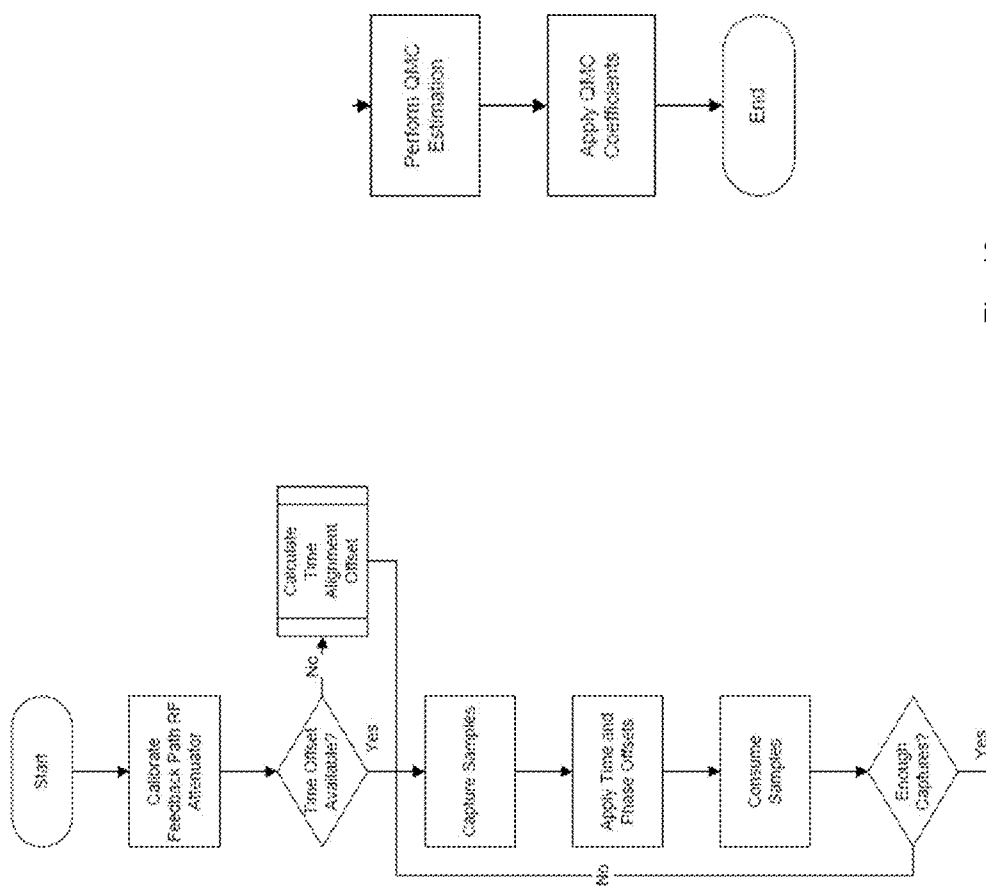 Start
Calibrate
Feedback Path RF
Attenuator
Time Offset
Available?
No
Calculate
Time
Alignment
Offset
Yes
Capture Samples
Apply Time and
Phase Offsets
Consume
Samples
Enough
Captures?
No
Yes
Perform QMC
Estimation
Apply QMC
Coefficients
End